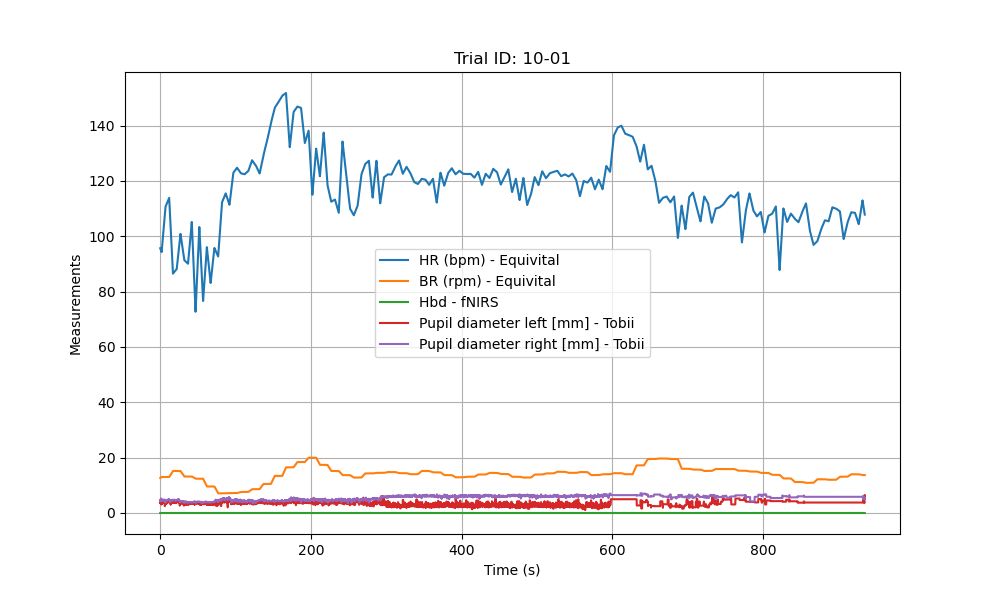 Trial ID: 10-01
Measurements
140
120
100
80
60
40
20
0
HR (bpm) - Equivital
BR (rpm) - Equivital
Hbd - fNIRS
Pupil diameter left [mm] - Tobii
Pupil diameter right [mm] - Tobii
0 200 400 600 800
Time (s)